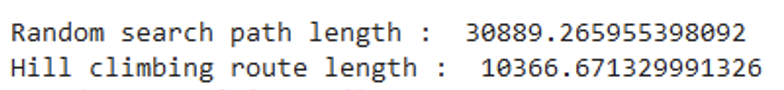 Random search path length :  30889.265955398092
Hill climbing route length :  10366.671329991326